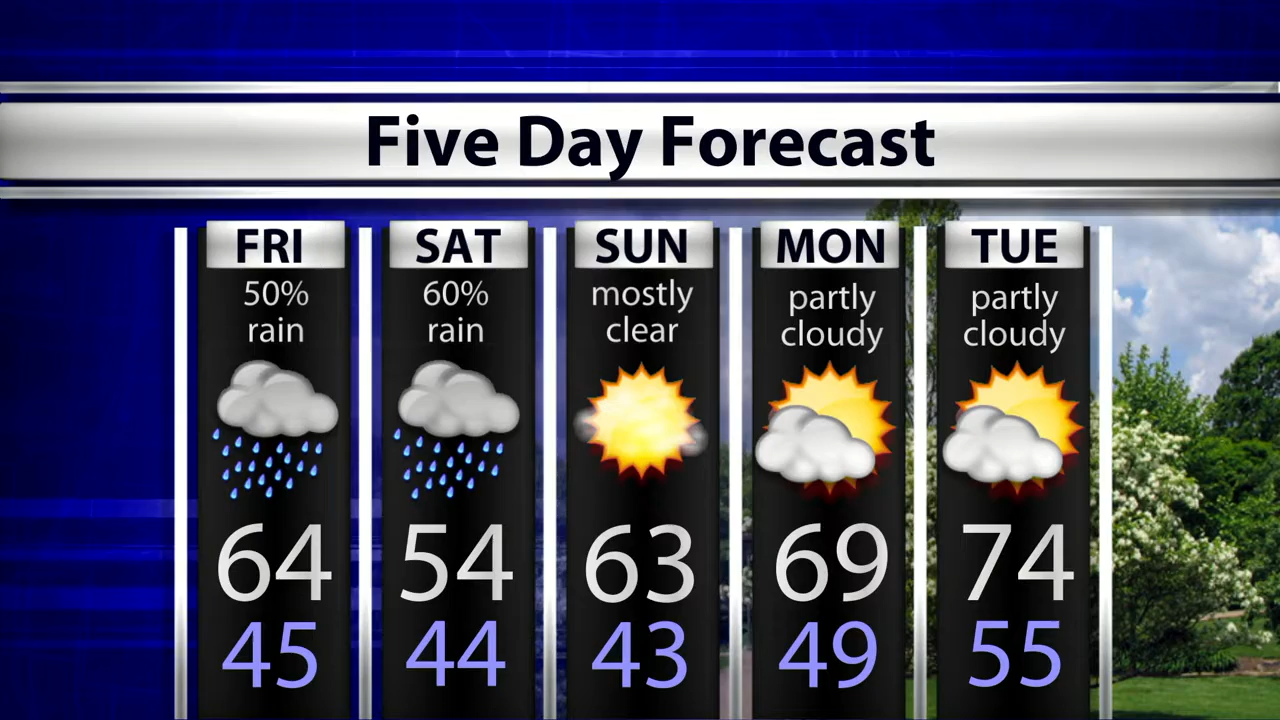 Five Day Forecast
FRI
50%
rain
64
45
SAT
60%
rain
54
44
SUN
mostly
clear
63
43
MON
partly
cloudy
69
49
TUE
partly
cloudy
74
55